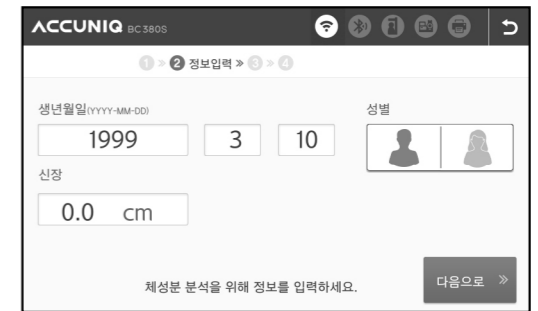 ACCUNIQ BC380S
1 » 2 정보입력 » 3 » 4
생년월일(YYYY-MM-DD)
성별
1999 3 10
신장
0.0 cm
체성분 분석을 위해 정보를 입력하세요.
다음으로 »